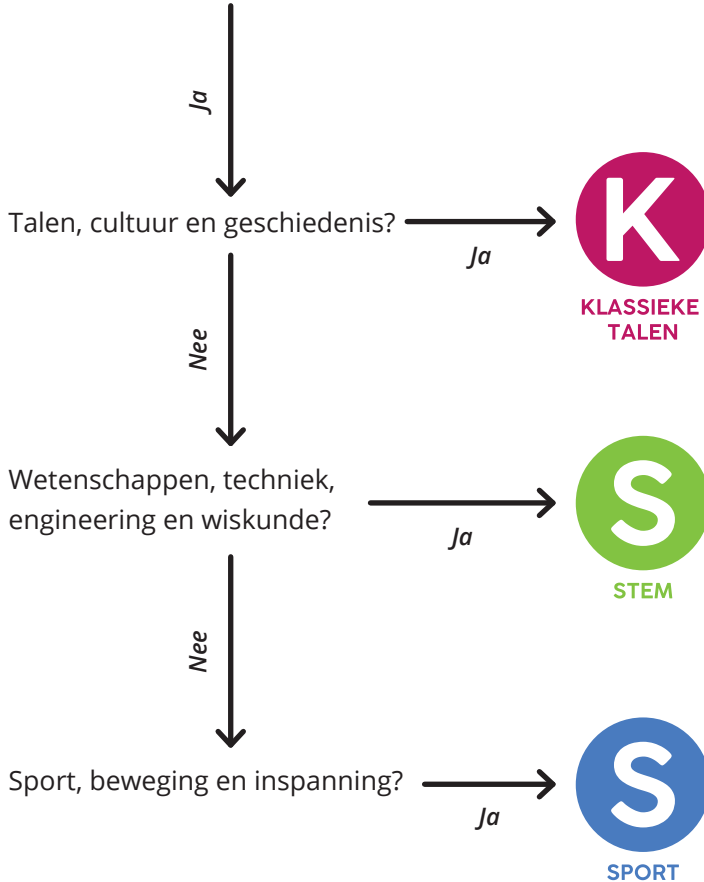 Ja
Talen, cultuur en geschiedenis?
Ja
K
KLASSIEKE
TALEN
Nee
Wetenschappen, techniek,
engineering en wiskunde?
Ja
S
STEM
Nee
Sport, beweging en inspanning?
Ja
S
SPORT